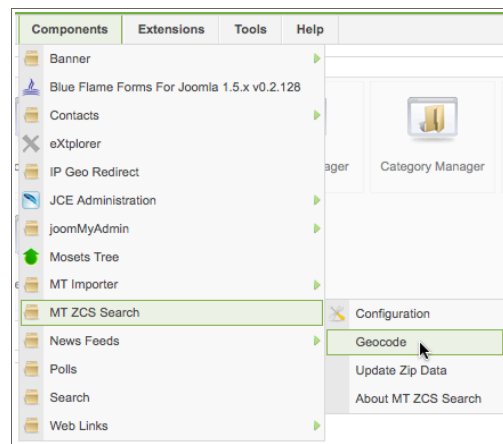 Components Extensions Tools Help
Banner
Blue Flame Forms For Joomla 1.5.x v0.2.128
Contacts
eXtplorer
IP Geo Redirect
ager Category Manager
JCE Administration
joomMyAdmin
Mosets Tree
MT Importer
MT ZCS Search
Configuration
News Feeds
Geocode
Polls
Update Zip Data
Search
About MT ZCS Search
Web Links